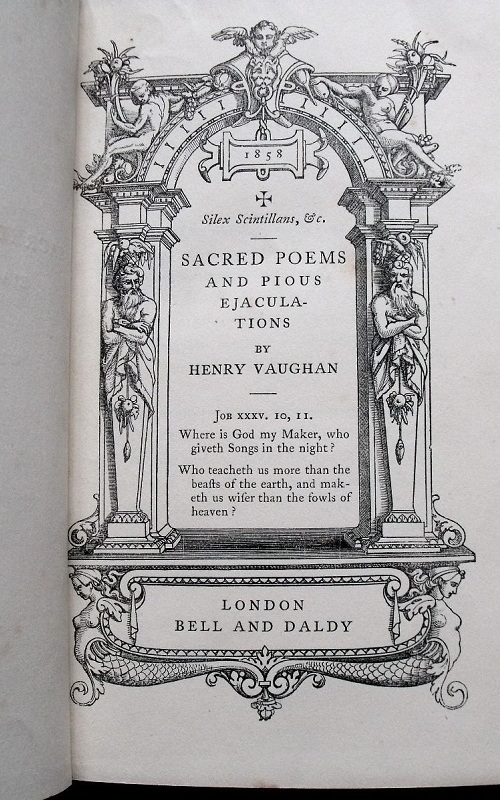 1858
✠
Silex Scintillans, &c.
SACRED POEMS
AND PIOUS
EJACULA-
TIONS
BY
HENRY VAUGHAN
JOB XXXV. 10, 11.
Where is God my Maker, who
giveth Songs in the night?
Who teacheth us more than the
beaſts of the earth, and mak-
eth us wiſer than the fowls of
heaven?
LONDON
BELL AND DALDY